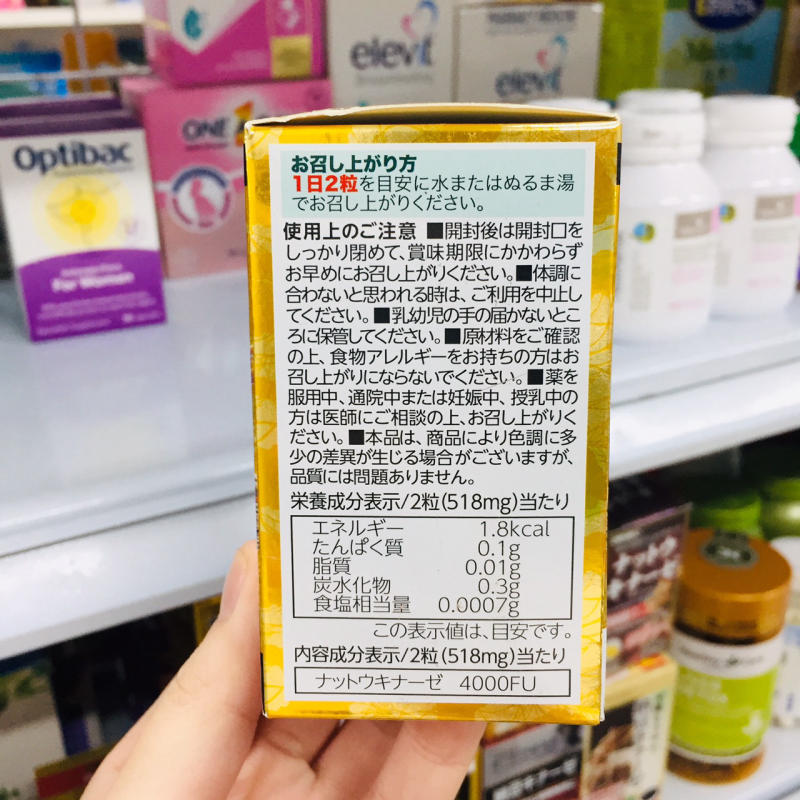 お召し上がり方
1日2粒を目安に水またはぬるま湯
でお召し上がりください。
使用上のご注意 ■開封後は開封口を
しっかり閉めて、賞味期限にかかわらず
お早めにお召し上がりください。■体調に
合わないと思われる時は、ご利用を中止し
てください。■乳幼児の手の届かないとこ
ろに保管してください。■原材料をご確認
の上、食物アレルギーをお持ちの方はお
召し上がりにならないでください。■薬を
服用中、通院中または妊娠中、授乳中の
方は医師にご相談の上、お召し上がりく
ださい。■本品は、商品により色調に多
少の差異が生じる場合がございますが、
品質には問題ありません。
栄養成分表示/2粒(518mg)当たり
エネルギー 1.8kcal
たんぱく質 0.1g
脂質 0.01g
炭水化物 0.3g
食塩相当量 0.0007g
この表示値は、目安です。
内容成分表示/2粒(518mg)当たり
ナットウキナーゼ 4000FU
Optibac
For Women
ONE
elevit
elevit
ナットウ
キナーゼ